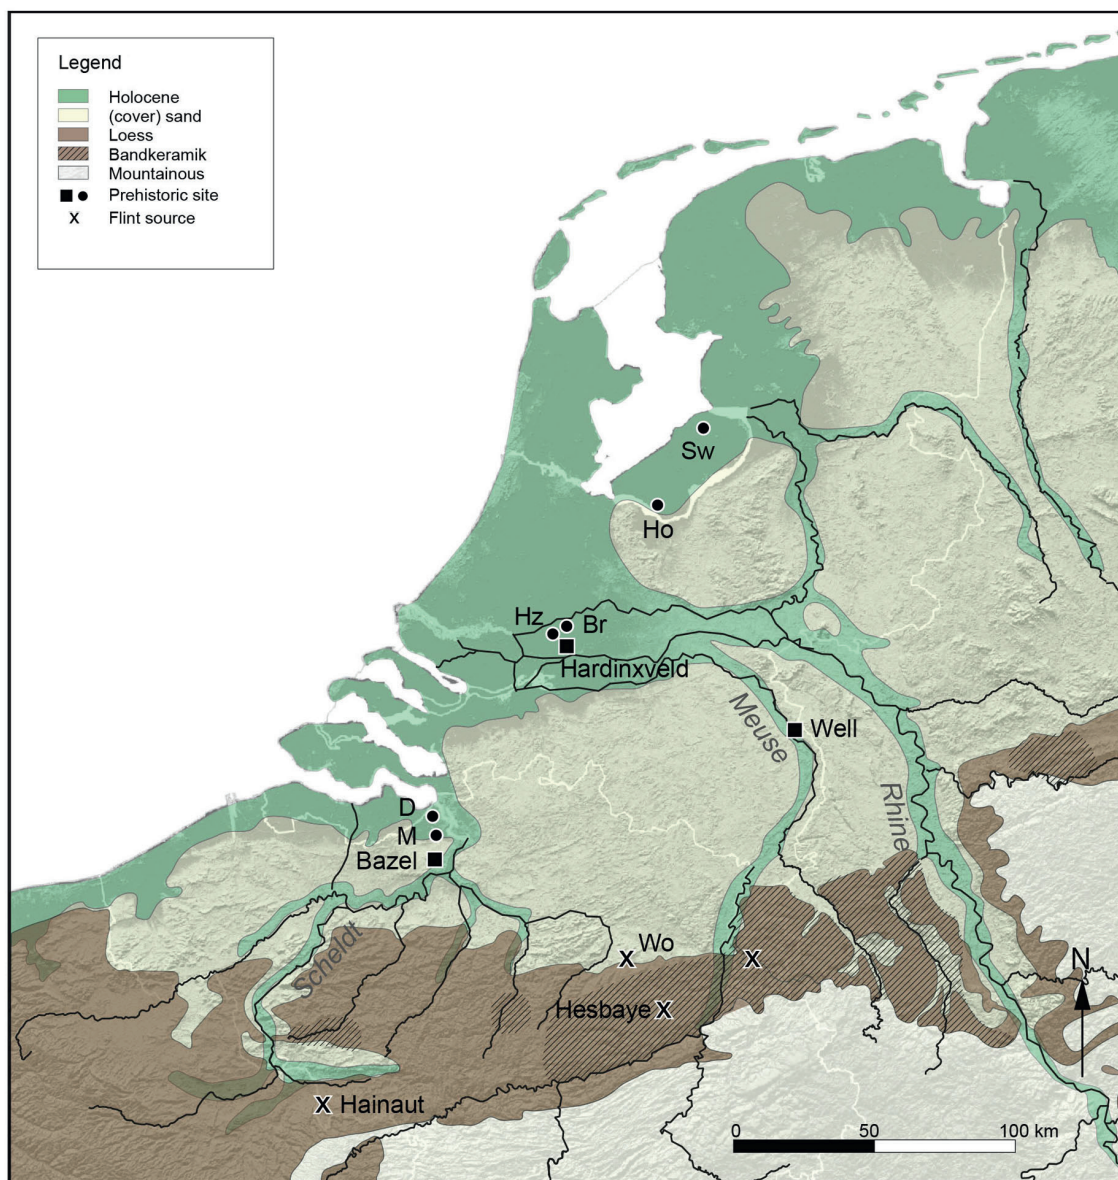 Legend
Holocene
(cover) sand
Loess
Bandkeramik
Mountainous
Prehistoric site
X Flint source
Sw
Ho
Hz
Br
Hardinxveld
Meuse
Well
Rhine
D
M
Bazel
Scheldt
X Wo
X
N
Hesbaye X
X Hainaut
0 50 100 km